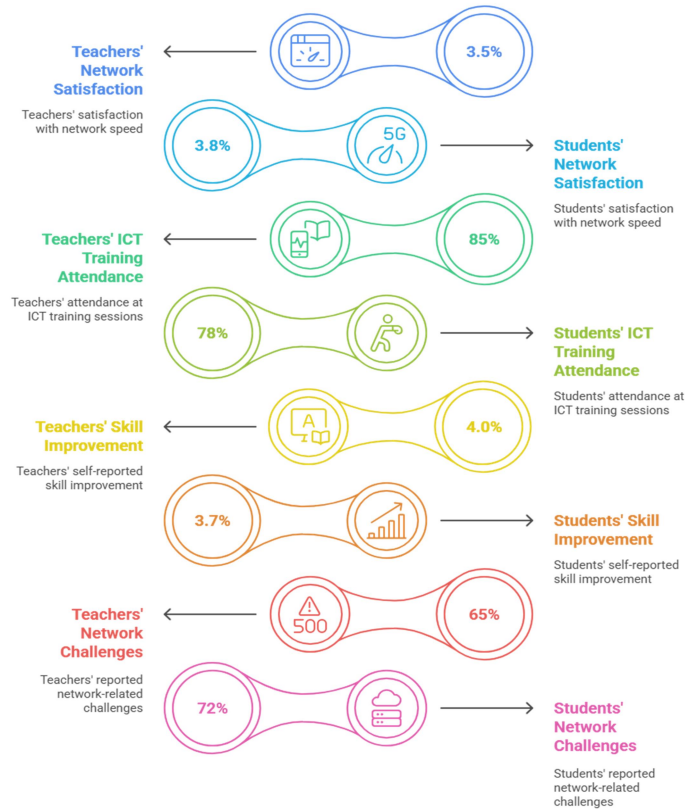 Teachers'
Network
Satisfaction
Teachers' satisfaction
with network speed
3.5%
3.8%
5G
Students'
Network
Satisfaction
Students' satisfaction
with network speed
Teachers' ICT
Training
Attendance
Teachers' attendance at
ICT training sessions
85%
78%
Students' ICT
Training
Attendance
Students' attendance at
ICT training sessions
Teachers' Skill
Improvement
Teachers' self-reported
skill improvement
A
4.0%
3.7%
Students' Skill
Improvement
Students' self-reported
skill improvement
Teachers'
Network
Challenges
Teachers' reported
network-related
challenges
500
65%
72%
Students'
Network
Challenges
Students' reported
network-related
challenges